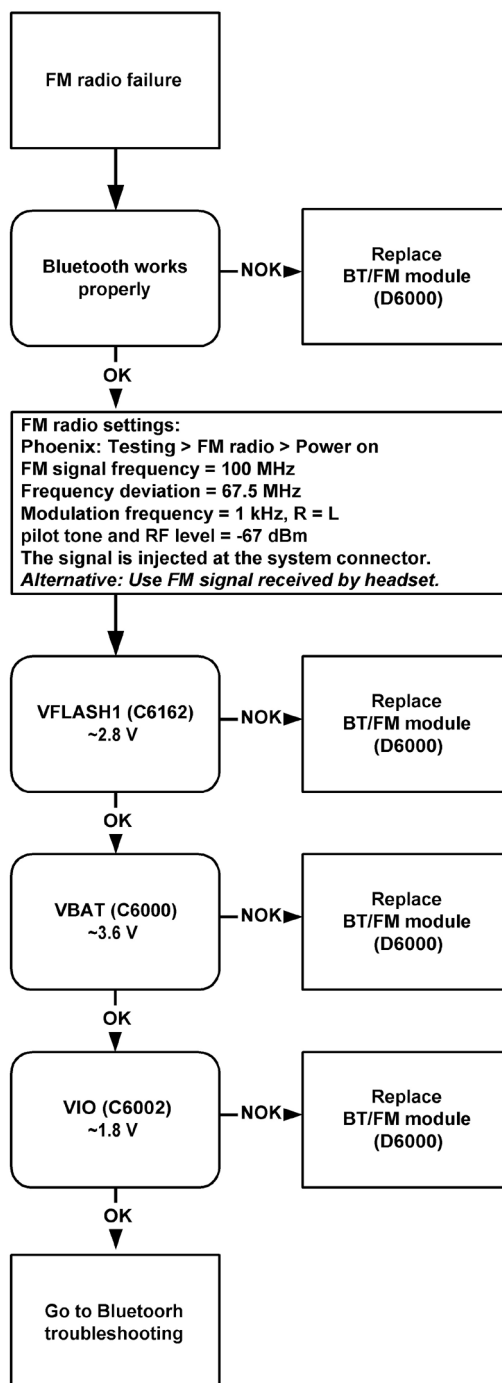 FM radio failure
Bluetooth works
properly
NOK
Replace
BT/FM module
(D6000)
OK
FM radio settings:
Phoenix: Testing > FM radio > Power on
FM signal frequency = 100 MHz
Frequency deviation = 67.5 MHz
Modulation frequency = 1 kHz, R = L
pilot tone and RF level = -67 dBm
The signal is injected at the system connector.
Alternative: Use FM signal received by headset.
VFLASH1 (C6162)
~2.8 V
NOK
Replace
BT/FM module
(D6000)
OK
VBAT (C6000)
~3.6 V
NOK
Replace
BT/FM module
(D6000)
OK
VIO (C6002)
~1.8 V
NOK
Replace
BT/FM module
(D6000)
OK
Go to Bluetoorh
troubleshooting